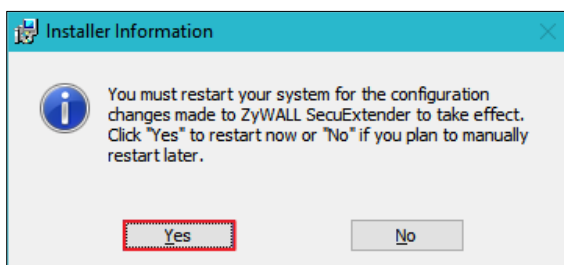 Installer Information
You must restart your system for the configuration
changes made to ZyWALL SecuExtender to take effect.
Click "Yes" to restart now or "No" if you plan to manually
restart later.
Yes
No